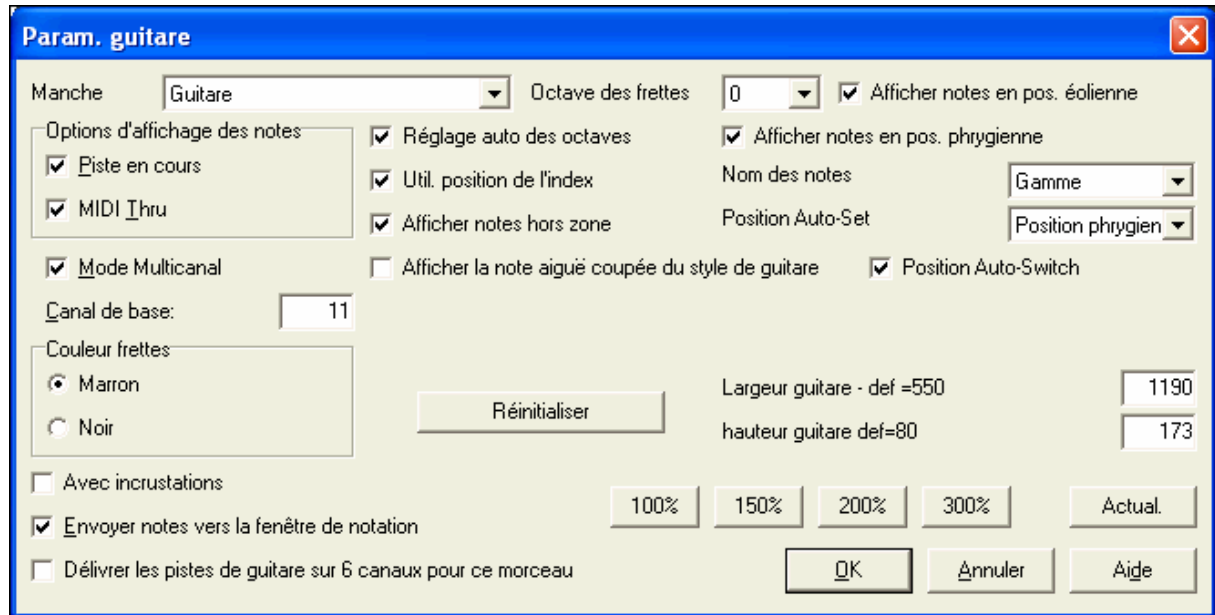 Param. guitare
Manche Guitare Octave des frettes 0 Afficher notes en pos. éolienne
Options d'affichage des notes Réglage auto des octaves Afficher notes en pos. phrygienne
Piste en cours Util. position de l'index Nom des notes Gamme
MIDI Thru Afficher notes hors zone Position Auto-Set Position phrygien
Mode Multicanal Afficher la note aiguë coupée du style de guitare Position Auto-Switch
Canal de base: 11
Couleur frettes
Marron Largeur guitare - def =550 1190
Réinitialiser
Noir hauteur guitare def=80 173
Avec incrustations
100% 150% 200% 300% Actual.
Envoyer notes vers la fenêtre de notation
Délivrer les pistes de guitare sur 6 canaux pour ce morceau OK Annuler Aide